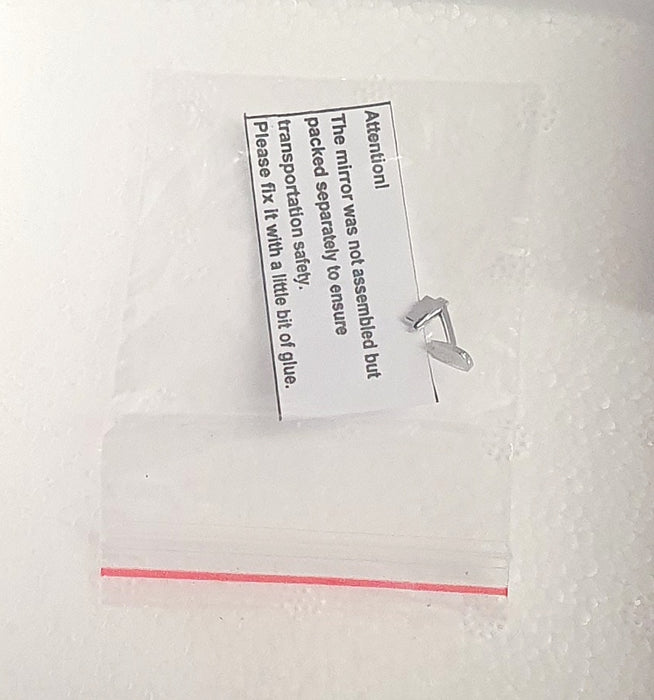 Attention!
The mirror was not assembled but
packed separately to ensure
transportation safety.
Please fix it with a little bit of glue.